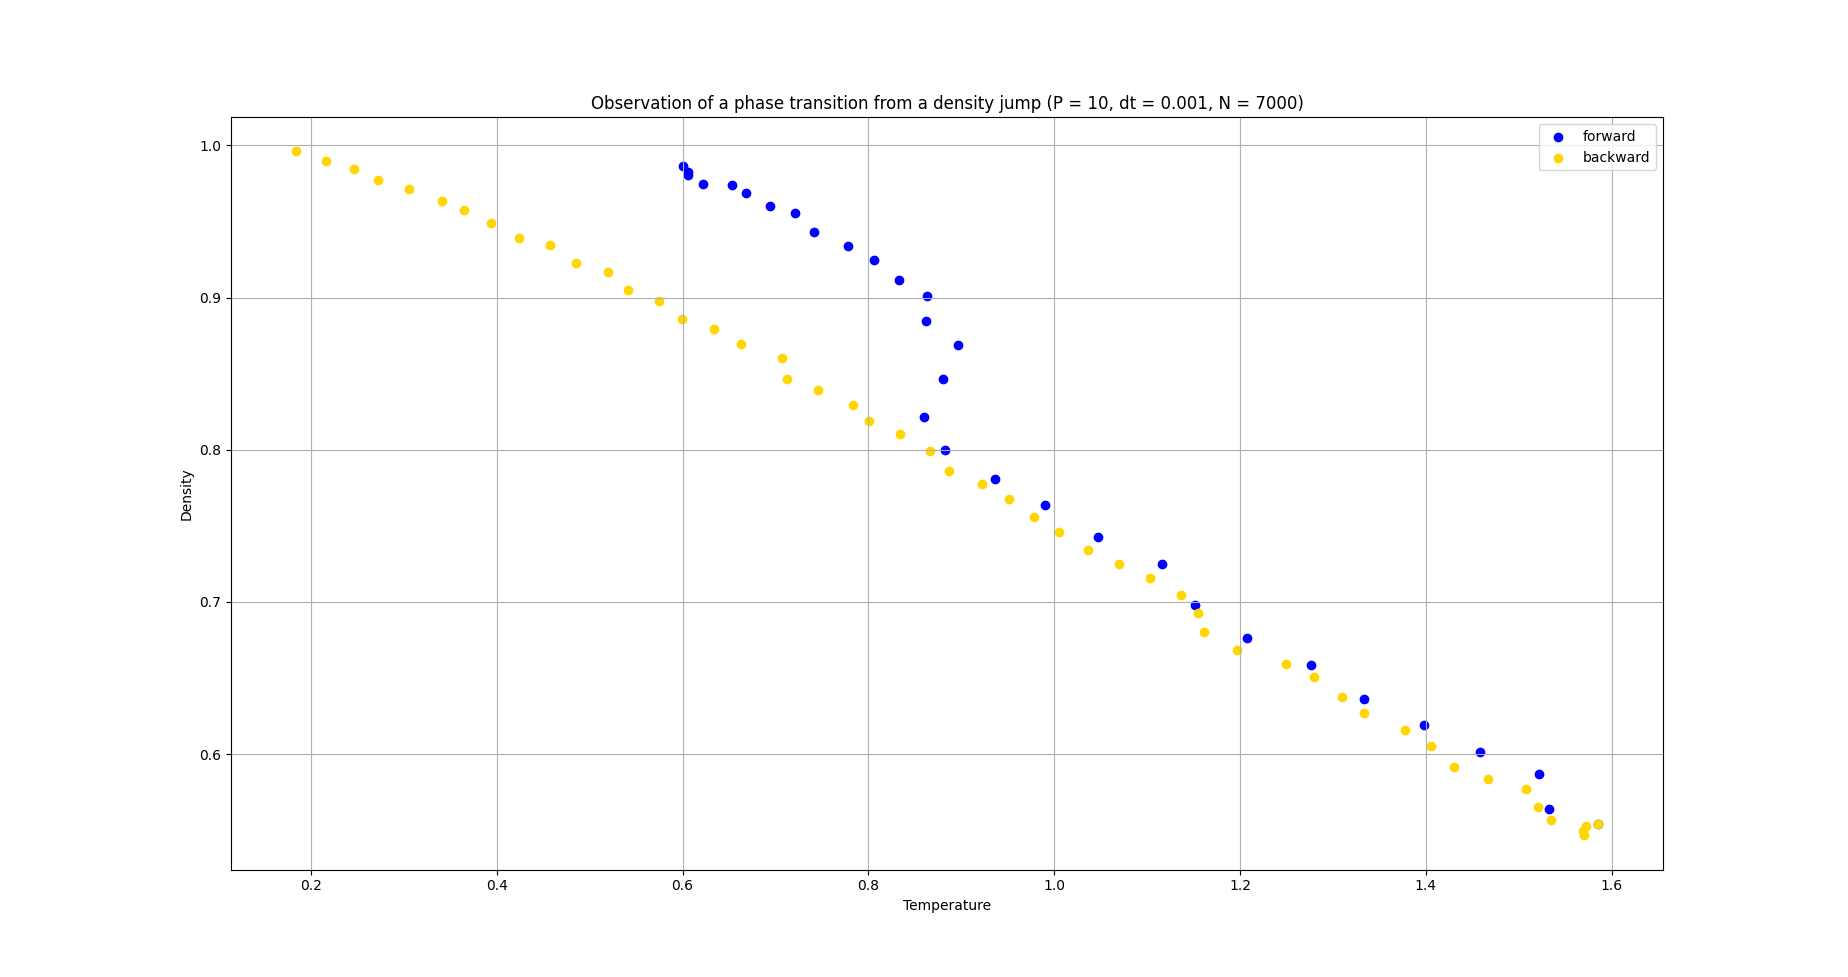 Observation of a phase transition from a density jump (P = 10, dt = 0.001, N = 7000)
forward
backward
1.0
0.9
0.8
0.7
0.6
Density
0.2 0.4 0.6 0.8 1.0 1.2 1.4 1.6
Temperature